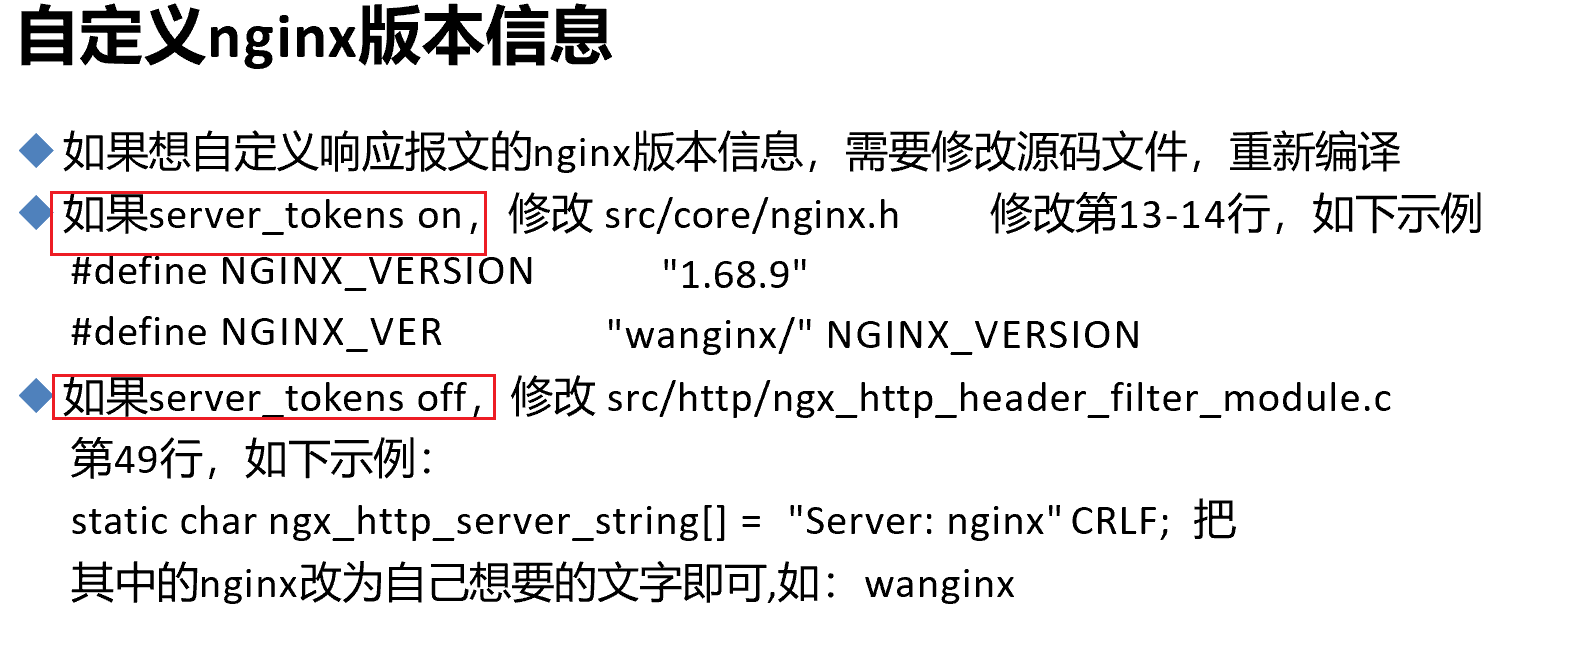 自定义nginx版本信息
如果想自定义响应报文的nginx版本信息，需要修改源码文件，重新编译
如果server_tokens on，修改 src/core/nginx.h 修改第13-14行，如下示例
#define NGINX_VERSION "1.68.9"
#define NGINX_VER "wanginx/" NGINX_VERSION
如果server_tokens off，修改 src/http/ngx_http_header_filter_module.c
第49行，如下示例：
static char ngx_http_server_string[] = "Server: nginx" CRLF; 把
其中的nginx改为自己想要的文字即可,如：wanginx